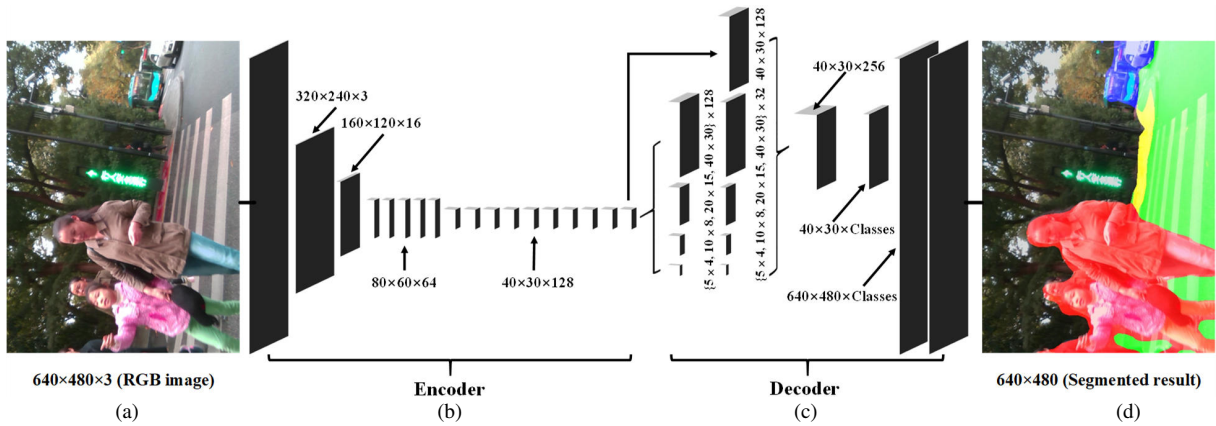 320×240×3
160×120×16
80×60×64
40×30×128
{5 × 4, 10 × 8, 20 × 15, 40 × 30} × 128
{5 × 4, 10 × 8, 20 × 15, 40 × 30} × 32
40 × 30 × 128
40×30×256
40×30×Classes
640×480×Classes
640×480×3 (RGB image)
Encoder
Decoder
640×480 (Segmented result)
(a)
(b)
(c)
(d)